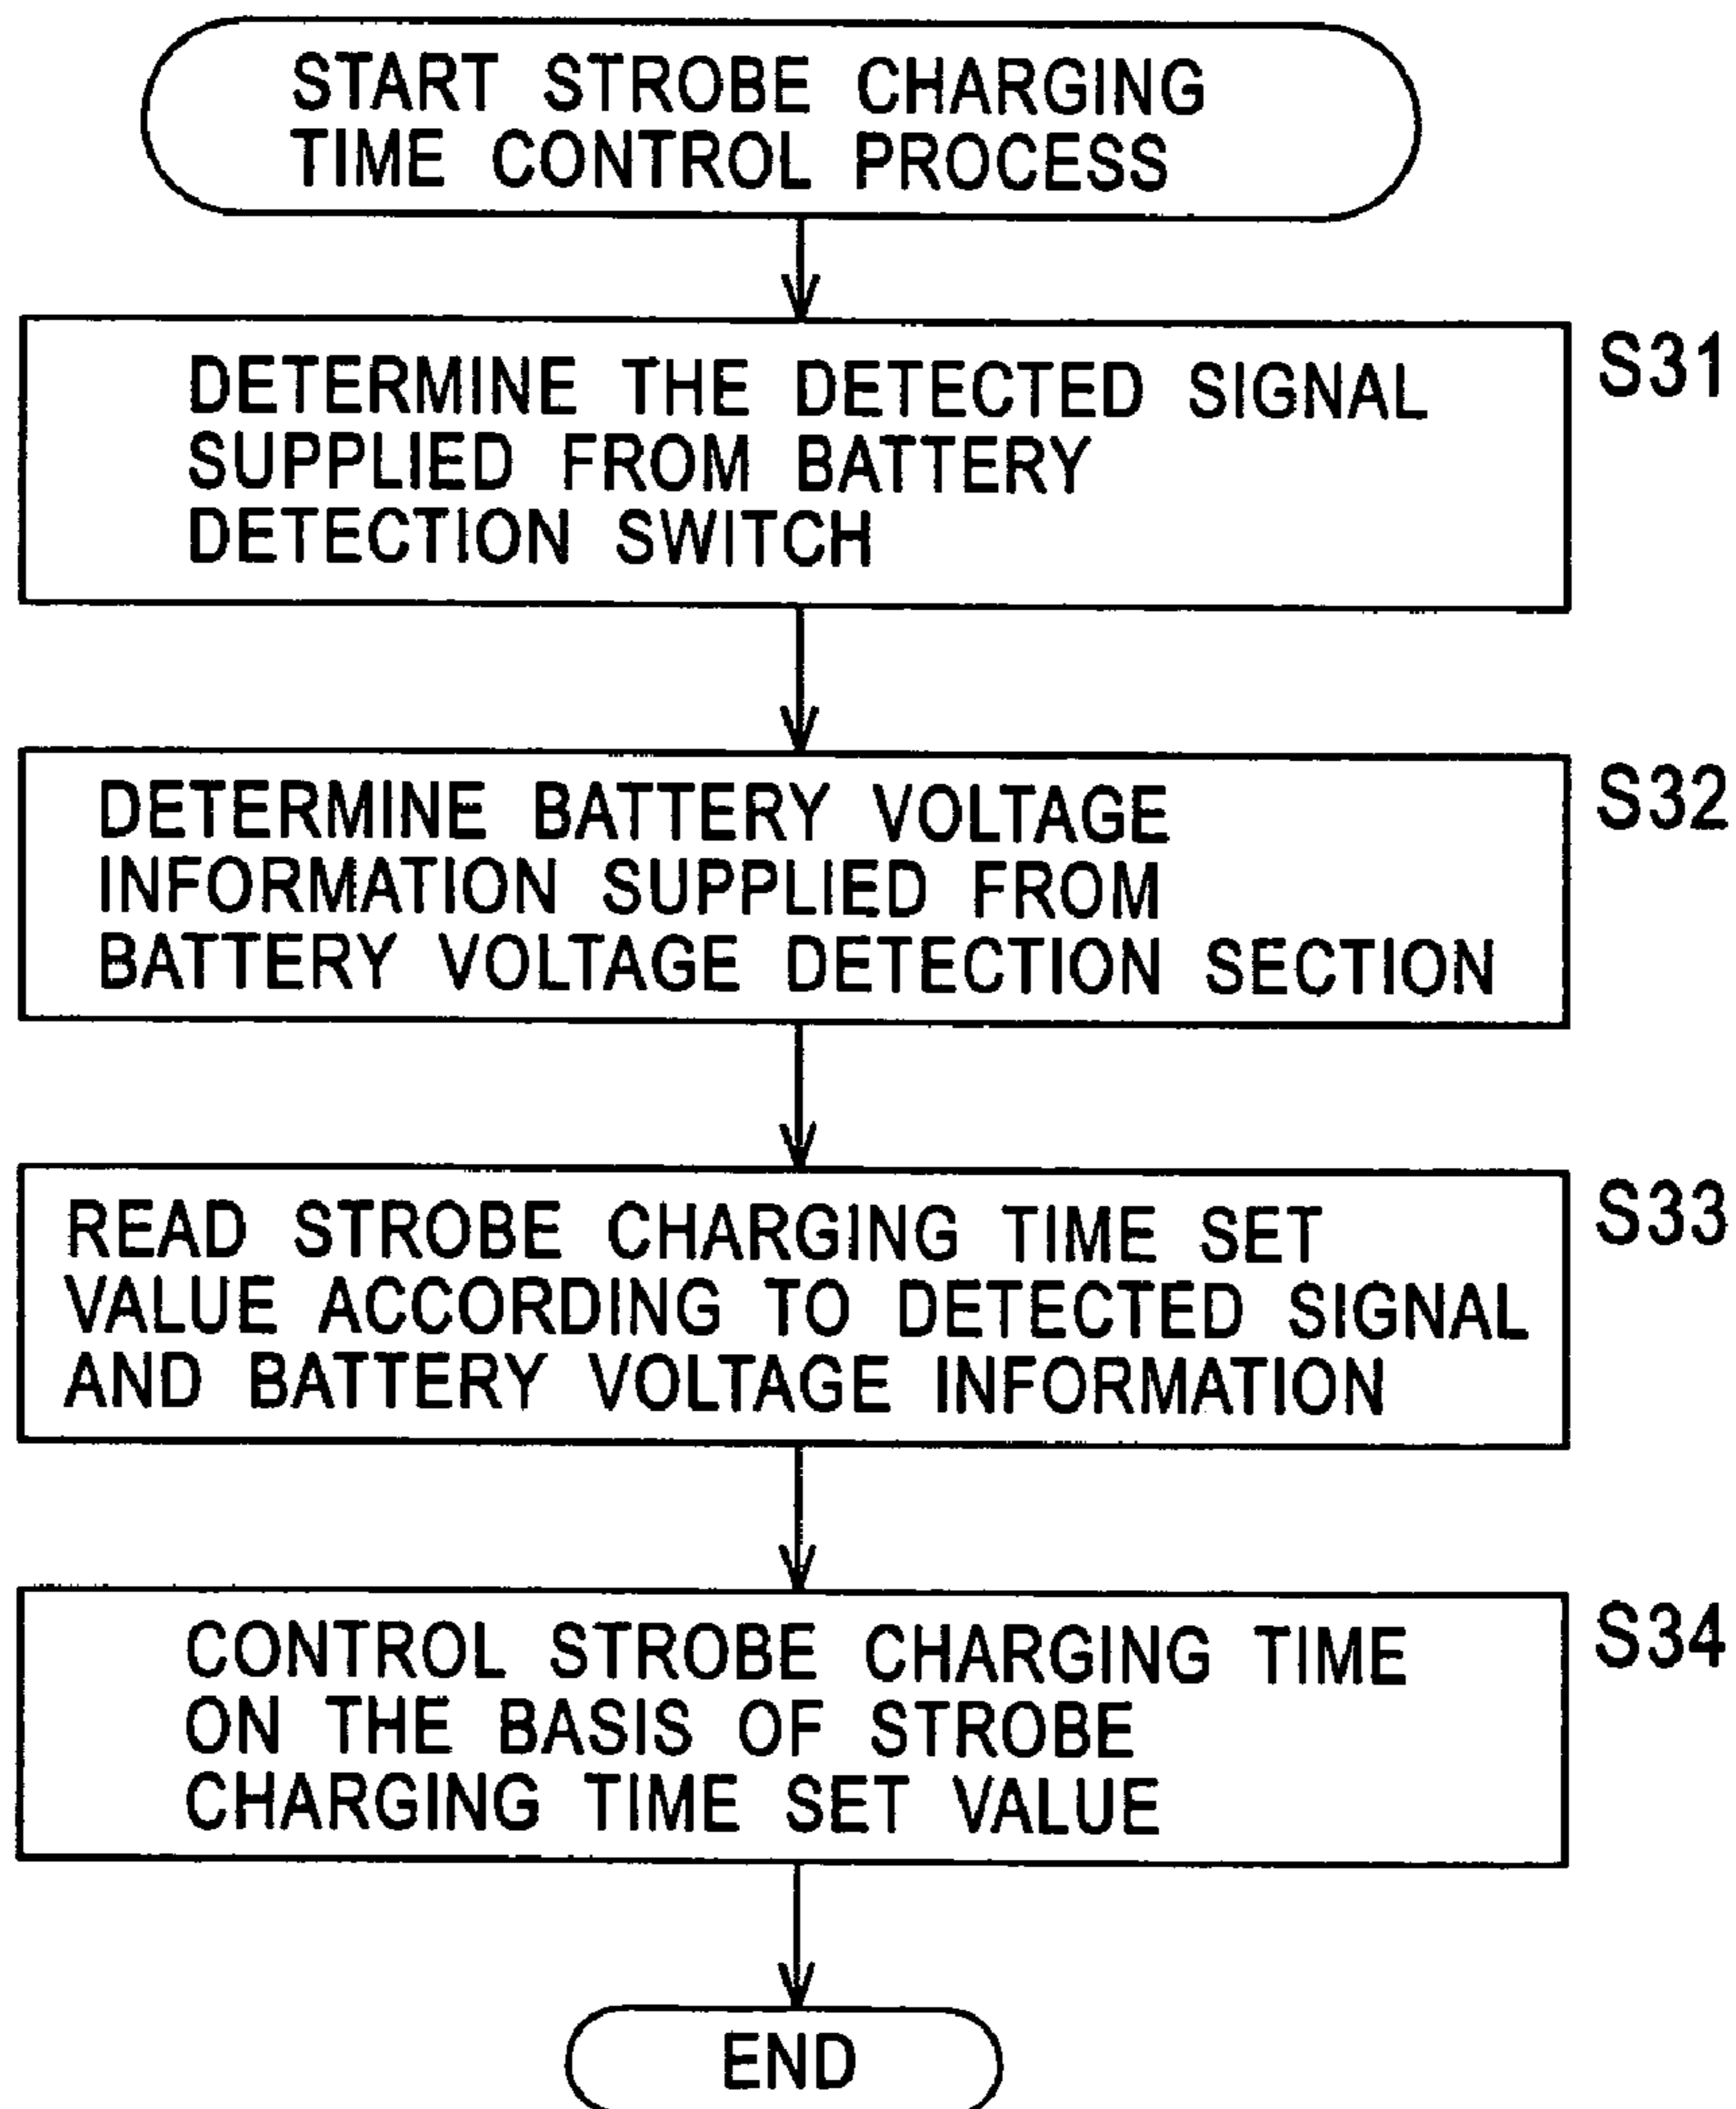 START STROBE CHARGING
TIME CONTROL PROCESS
DETERMINE THE DETECTED SIGNAL
SUPPLIED FROM BATTERY
DETECTION SWITCH
S31
DETERMINE BATTERY VOLTAGE
INFORMATION SUPPLIED FROM
BATTERY VOLTAGE DETECTION SECTION
S32
READ STROBE CHARGING TIME SET
VALUE ACCORDING TO DETECTED SIGNAL
AND BATTERY VOLTAGE INFORMATION
S33
CONTROL STROBE CHARGING TIME
ON THE BASIS OF STROBE
CHARGING TIME SET VALUE
S34
END